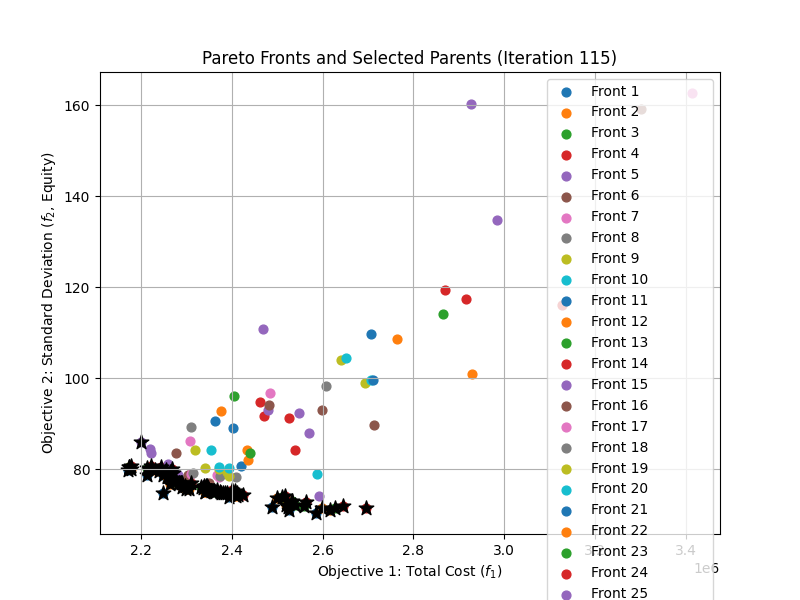 Pareto Fronts and Selected Parents (Iteration 115)
Objective 2: Standard Deviation (f₂, Equity)
160
140
120
100
80
2.2
2.4
2.6
2.8
3.0
3.4
Objective 1: Total Cost (f₁)
Front 1
Front 2
Front 3
Front 4
Front 5
Front 6
Front 7
Front 8
Front 9
Front 10
Front 11
Front 12
Front 13
Front 14
Front 15
Front 16
Front 17
Front 18
Front 19
Front 20
Front 21
Front 22
Front 23
Front 24
Front 25
1e6